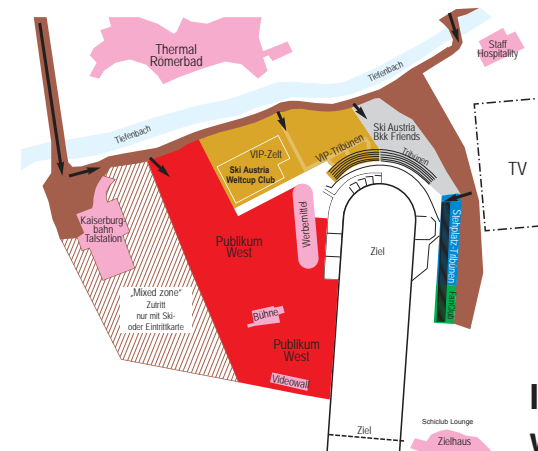 Thermal
Römerbad
Staff
Hospitality
Tiefenbach
Tiefenbach
TV
Ski Austria
Bkk Friends
Tribünen
VIP-Tribünen
VIP-Zelt
Ski Austria
Weltcup Club
Kaiserburg-
bahn
Talstation
Werbemittel
Publikum
West
Ziel
Stehplatz-Tribünen
FanClub
„Mixed zone“
Zutritt
nur mit Ski-
oder Eintrittkarte
Bühne
Publikum
West
Videowall
Ziel
Schiclub Lounge
Zielhaus